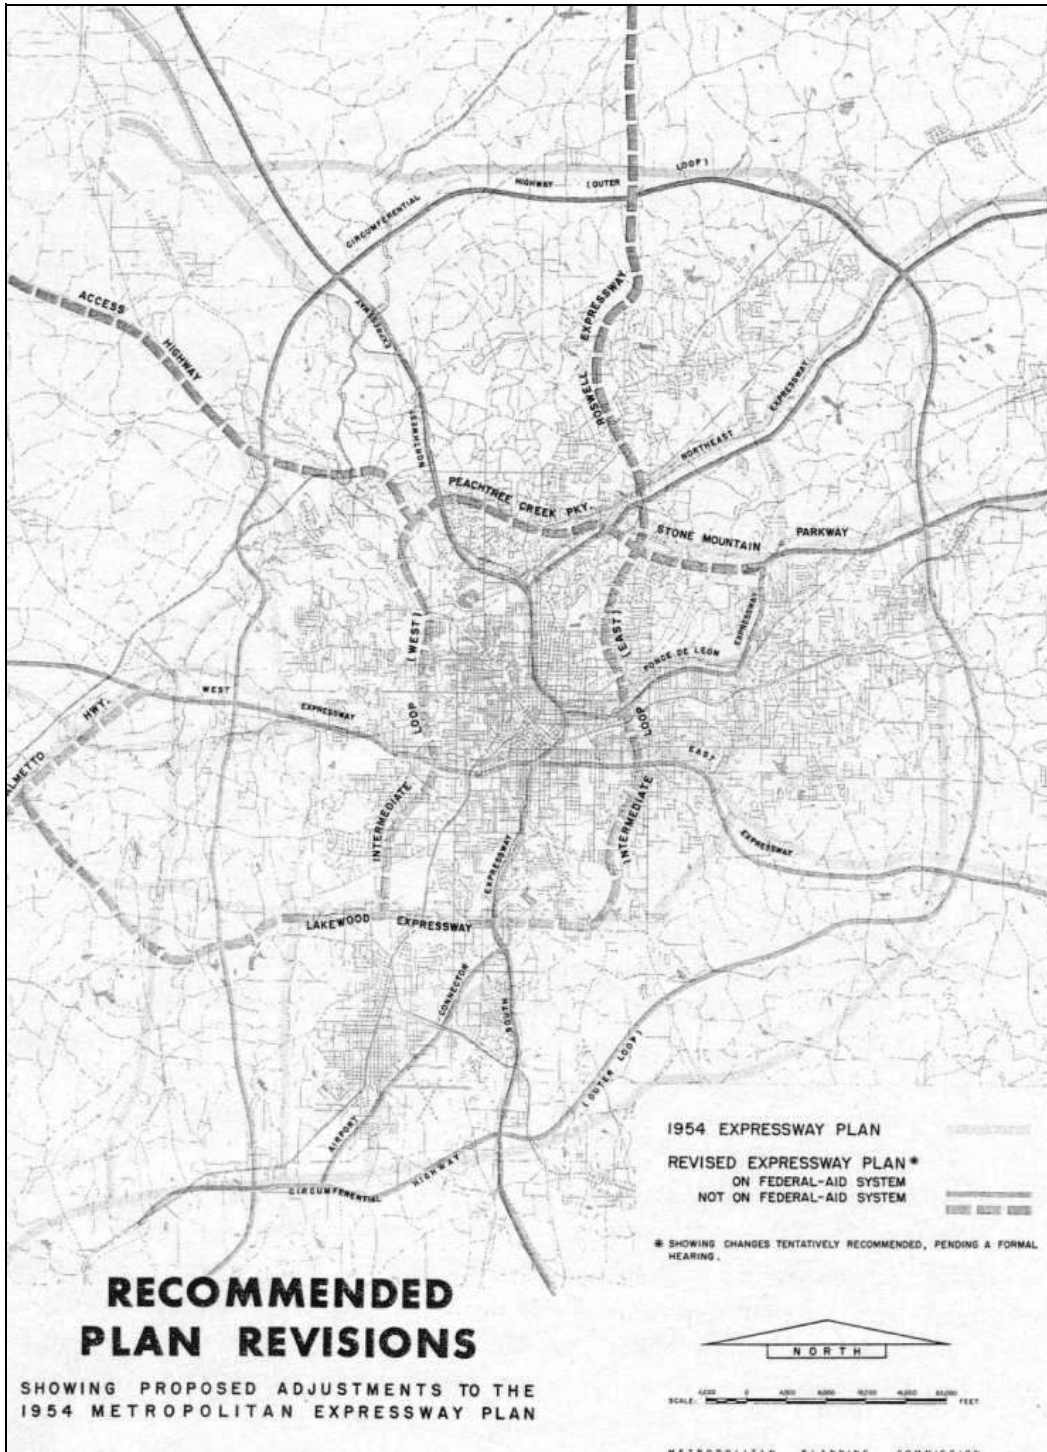 HIGHWAY (OUTER LOOP)
CIRCUMFERENTIAL
ACCESS
HIGHWAY
NORTHWEST EXPRESSWAY
ROSWELL EXPRESSWAY
NORTHEAST EXPRESSWAY
PEACHTREE CREEK PKY.
STONE MOUNTAIN PARKWAY
(WEST)
(EAST)
PONCE DE LEON EXPRESSWAY
HWY.
WEST
EXPRESSWAY
LOOP
LOOP
EAST
EXPRESSWAY
INTERMEDIATE
INTERMEDIATE
EXPRESSWAY
LAKEWOOD EXPRESSWAY
CONNECTOR
SOUTH
(OUTER LOOP)
AIRPORT
CIRCUMFERENTIAL HIGHWAY
1954 EXPRESSWAY PLAN
REVISED EXPRESSWAY PLAN*
ON FEDERAL-AID SYSTEM
NOT ON FEDERAL-AID SYSTEM
* SHOWING CHANGES TENTATIVELY RECOMMENDED, PENDING A FORMAL
HEARING.
RECOMMENDED
PLAN REVISIONS
SHOWING PROPOSED ADJUSTMENTS TO THE
1954 METROPOLITAN EXPRESSWAY PLAN
NORTH
SCALE: FEET
METROPOLITAN PLANNING COMMISSION